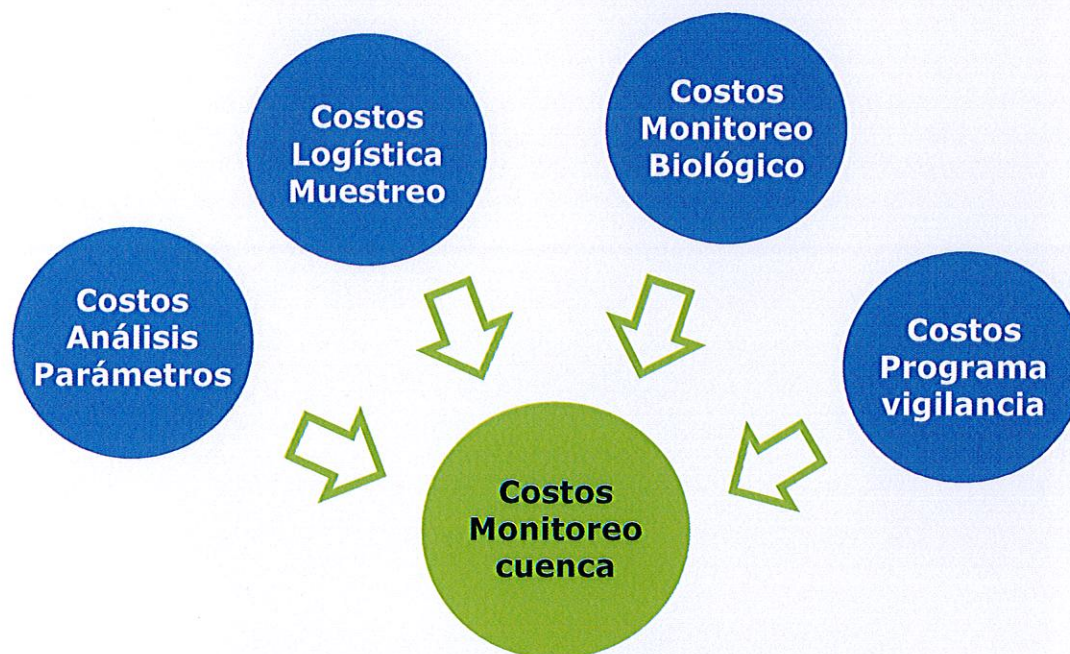 Costos
Análisis
Parámetros
Costos
Logística
Muestreo
Costos
Monitoreo
Biológico
Costos
Programa
vigilancia
Costos
Monitoreo
cuenca